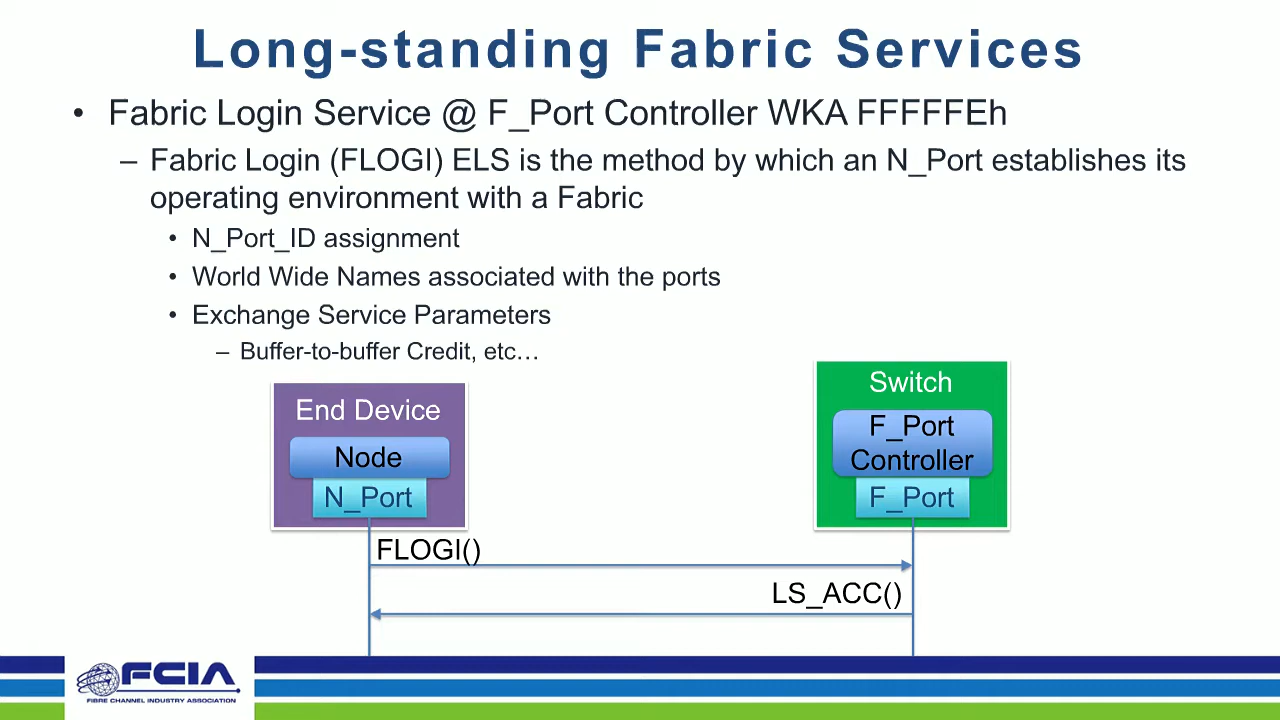 Long-standing Fabric Services
• Fabric Login Service @ F_Port Controller WKA FFFFFEh
– Fabric Login (FLOGI) ELS is the method by which an N_Port establishes its
operating environment with a Fabric
• N_Port_ID assignment
• World Wide Names associated with the ports
• Exchange Service Parameters
– Buffer-to-buffer Credit, etc…
End Device
Node
N_Port
Switch
F_Port
Controller
F_Port
FLOGI()
LS_ACC()
FCIA
FIBRE CHANNEL INDUSTRY ASSOCIATION